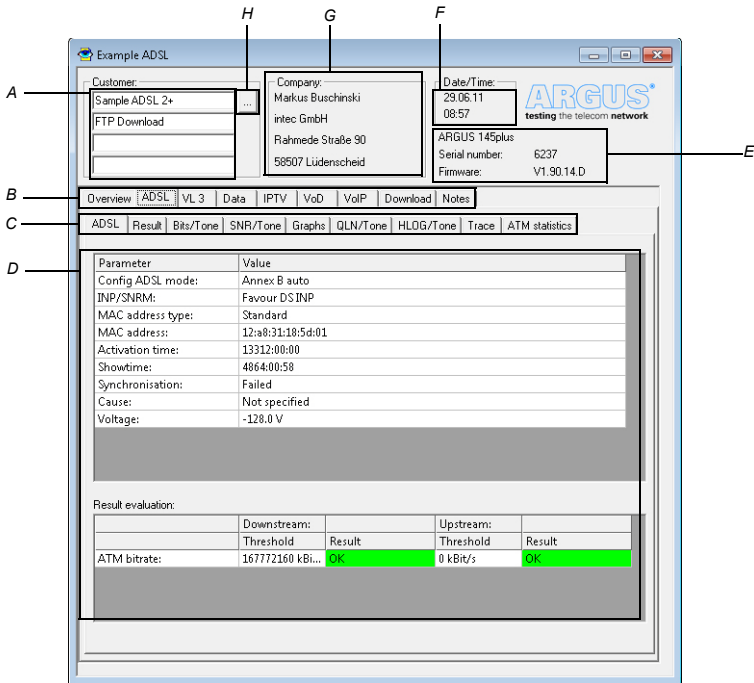 H
G
F
Example ADSL
Customer:
Company:
Date/Time:
A
Sample ADSL 2+
...
Markus Buschinski
29.06.11
ARGUS
FTP Download
intec GmbH
08:57
testing the telecom network
Rahmede Straße 90
ARGUS 145plus
58507 Lüdenscheid
Serial number: 6237
E
Firmware: V1.90.14.D
B
Overview ADSL VL 3 Data IPTV VoD VoIP Download Notes
C
ADSL Result Bits/Tone SNR/Tone Graphs QLN/Tone HLOG/Tone Trace ATM statistics
D
Parameter Value
Config ADSL mode: Annex B auto
INP/SNRM: Favour DS INP
MAC address type: Standard
MAC address: 12:a8:31:18:5d:01
Activation time: 13312:00:00
Showtime: 4864:00:58
Synchronisation: Failed
Cause: Not specified
Voltage: -128.0 V
Result evaluation:
Downstream: Upstream:
Threshold Result Threshold Result
ATM bitrate: 167772160 kBi... OK 0 kBit/s OK